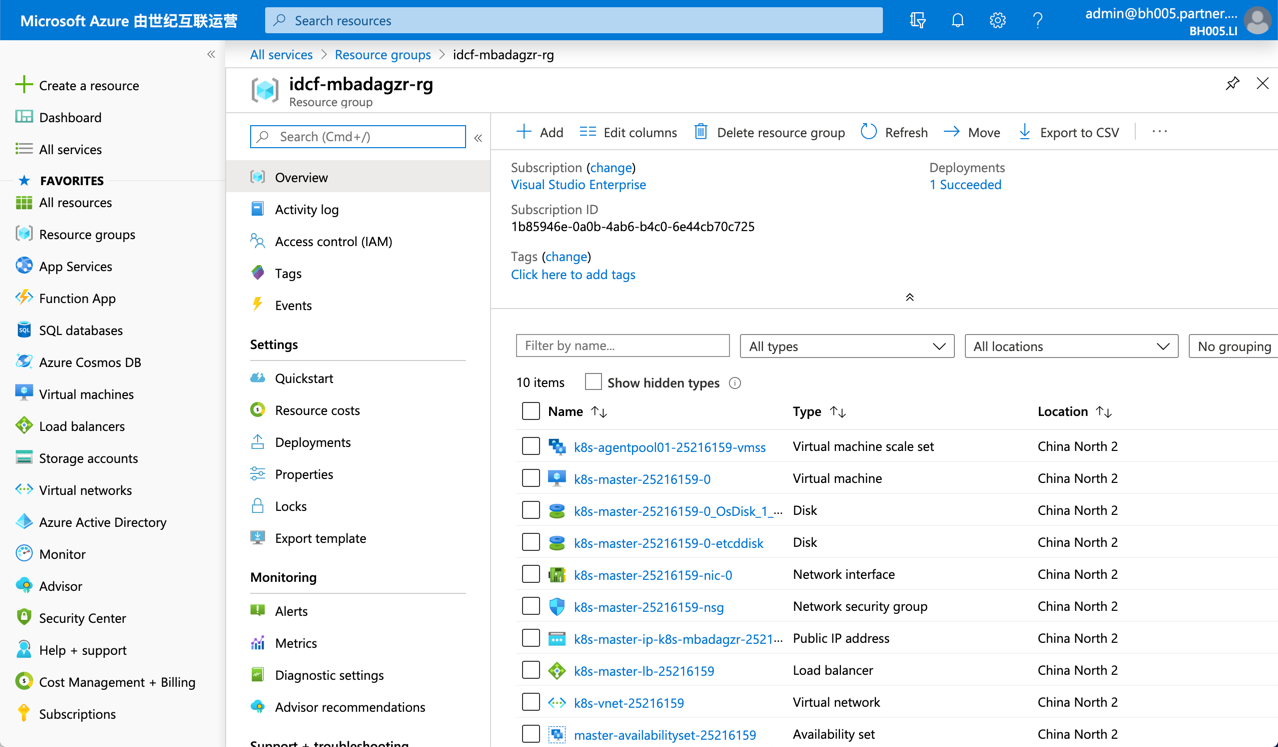 Microsoft Azure 由世纪互联运营
Search resources
admin@bh005.partner....
BH005.LI
«
All services > Resource groups > idcf-mbadagzr-rg
Create a resource
Dashboard
All services
FAVORITES
All resources
Resource groups
App Services
Function App
SQL databases
Azure Cosmos DB
Virtual machines
Load balancers
Storage accounts
Virtual networks
Azure Active Directory
Monitor
Advisor
Security Center
Help + support
Cost Management + Billing
Subscriptions
idcf-mbadagzr-rg
Resource group
Search (Cmd+/)
«
Overview
Activity log
Access control (IAM)
Tags
Events
Settings
Quickstart
Resource costs
Deployments
Properties
Locks
Export template
Monitoring
Alerts
Metrics
Diagnostic settings
Advisor recommendations
Support + troubleshooting
Add Edit columns Delete resource group Refresh Move Export to CSV ...
Subscription (change)
Visual Studio Enterprise
Deployments
1 Succeeded
Subscription ID
1b85946e-0a0b-4ab6-b4c0-6e44cb70c725
Tags (change)
Click here to add tags
Filter by name... All types All locations No grouping
10 items Show hidden types
Name Type Location
k8s-agentpool01-25216159-vmss Virtual machine scale set China North 2
k8s-master-25216159-0 Virtual machine China North 2
k8s-master-25216159-0_OsDisk_1_... Disk China North 2
k8s-master-25216159-0-etcddisk Disk China North 2
k8s-master-25216159-nic-0 Network interface China North 2
k8s-master-25216159-nsg Network security group China North 2
k8s-master-ip-k8s-mbadagzr-2521... Public IP address China North 2
k8s-master-lb-25216159 Load balancer China North 2
k8s-vnet-25216159 Virtual network China North 2
master-availabilityset-25216159 Availability set China North 2